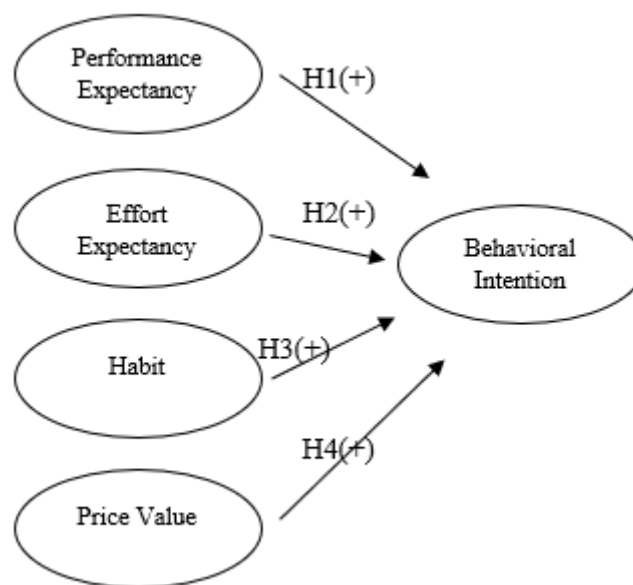 Performance
Expectancy
H1(+)
Effort
Expectancy
H2(+)
Behavioral
Intention
Habit
H3(+)
Price Value
H4(+)